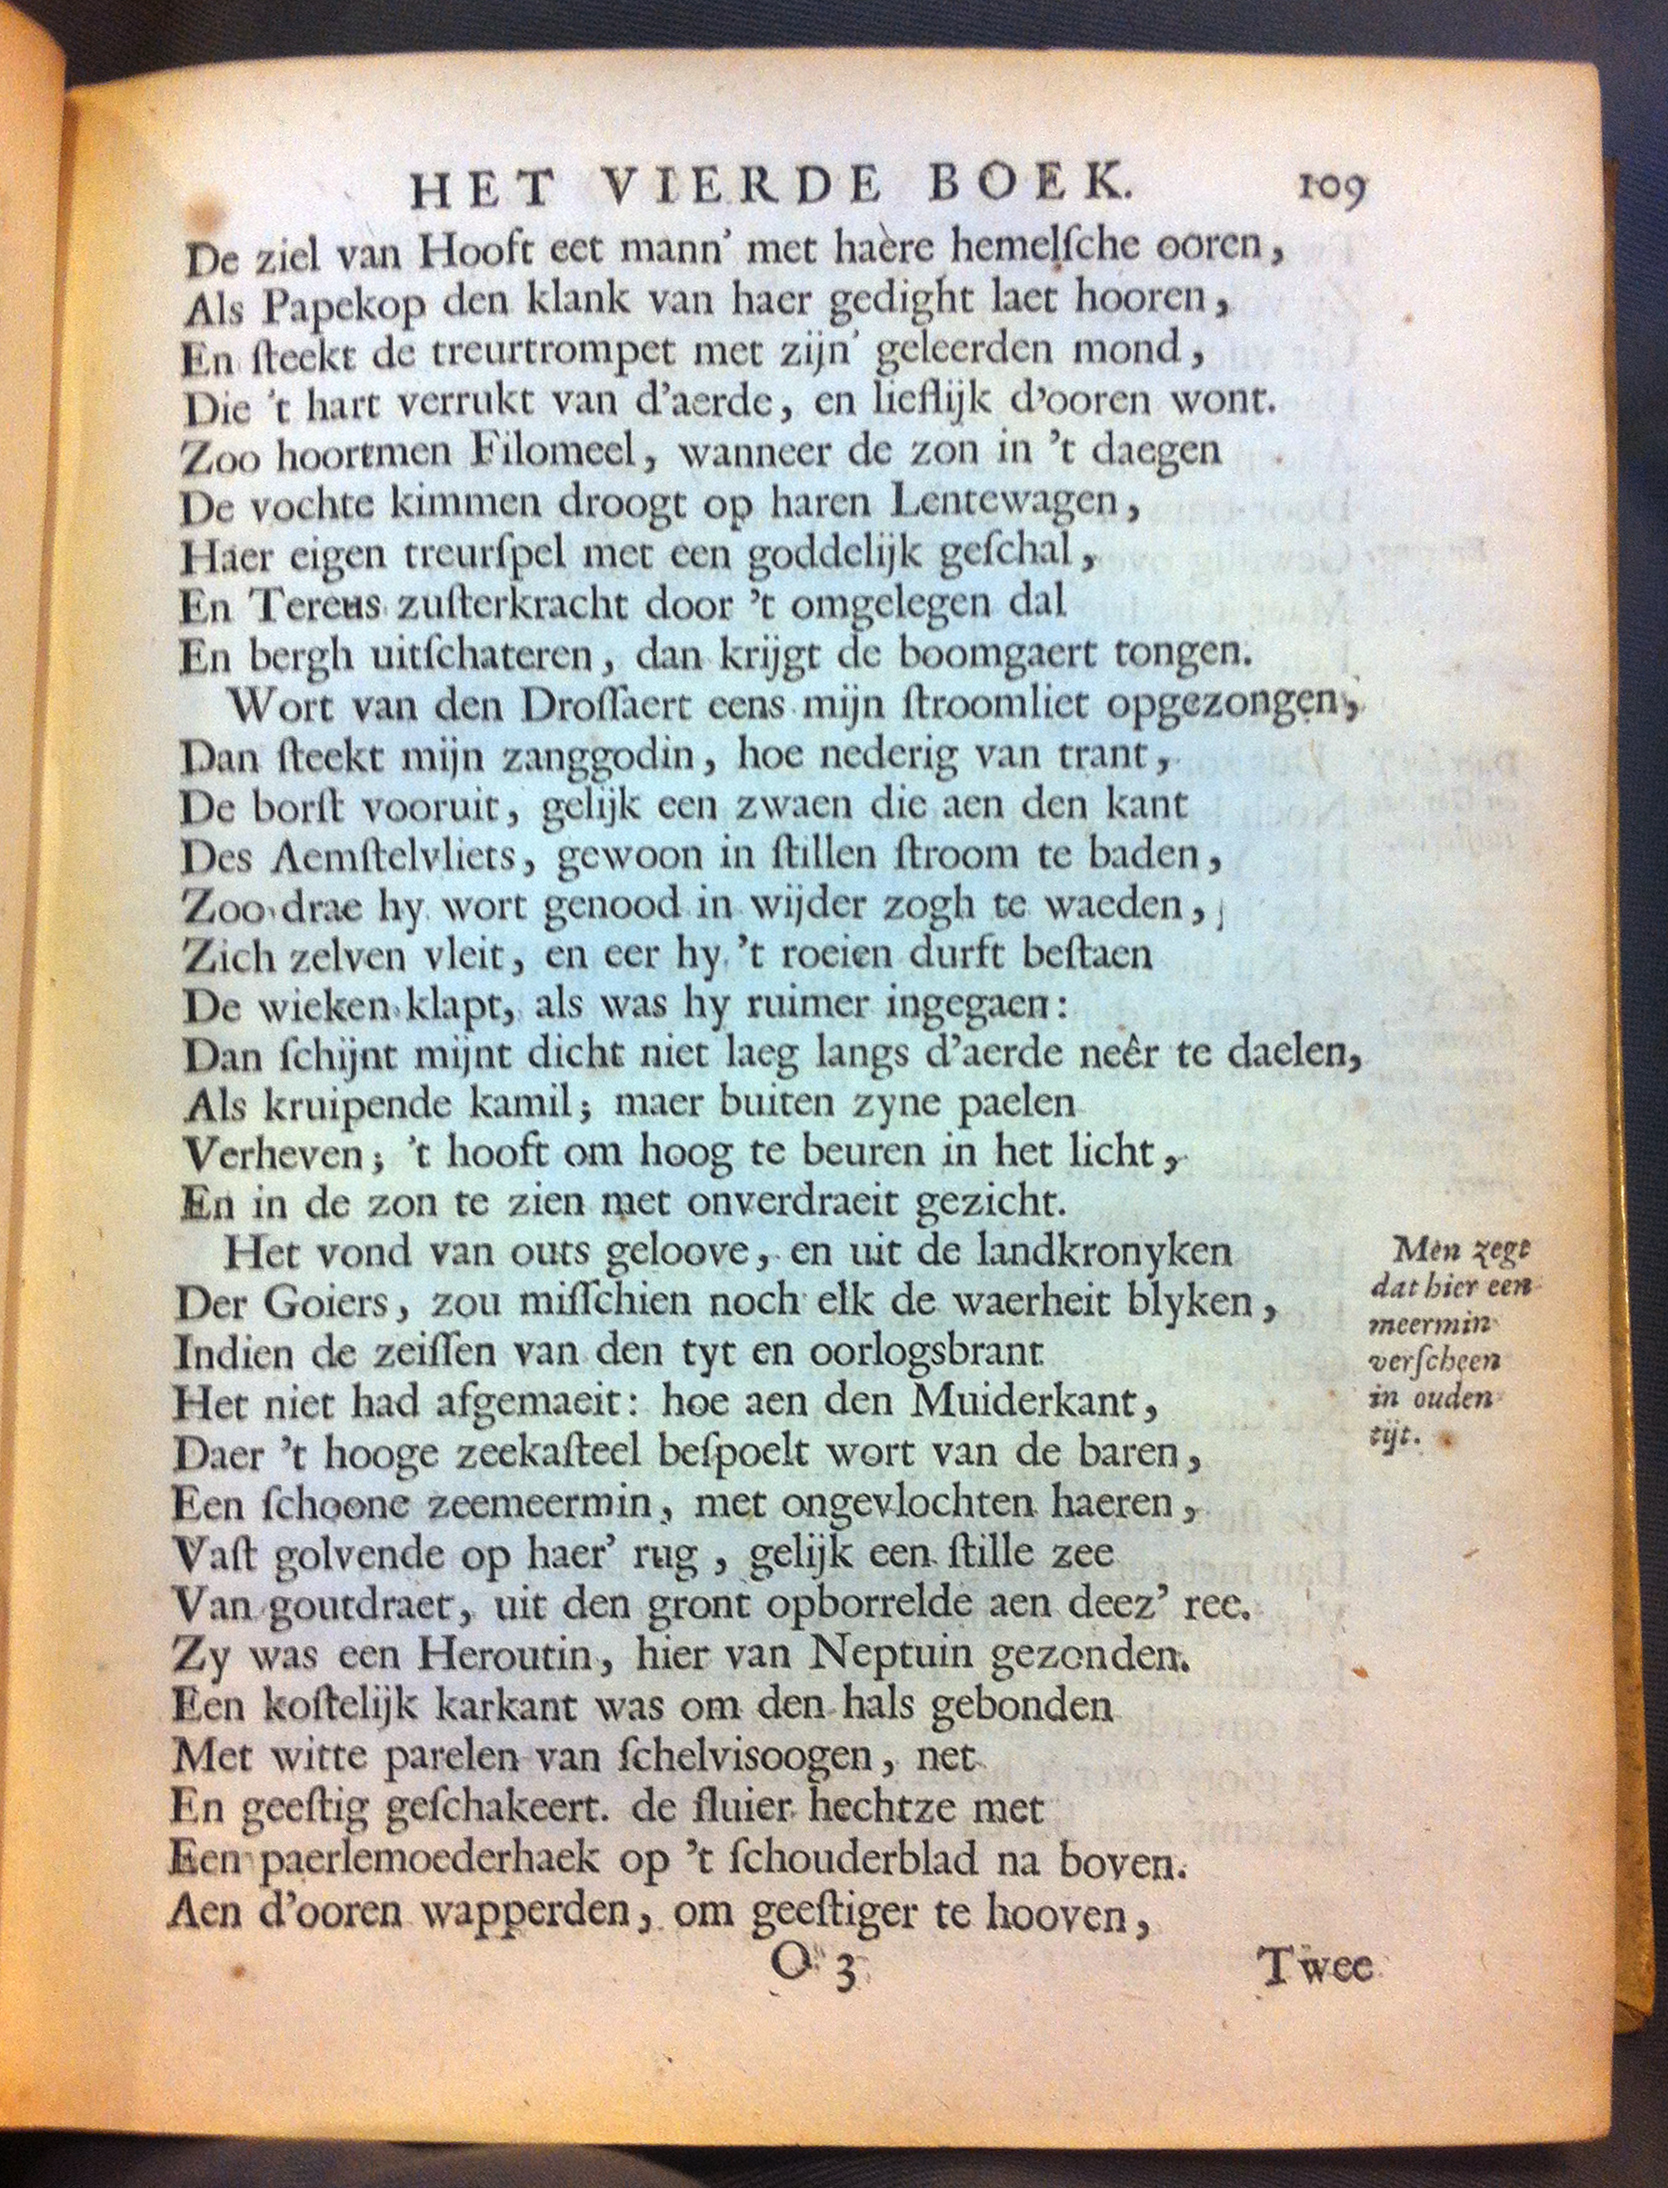 HET VIERDE BOEK. 109
De ziel van Hooft eet mann' met haere hemelſche ooren,
Als Papekop den klank van haer gedight laet hooren,
En ſteekt de treurtrompet met zijn' geleerden mond,
Die 't hart verrukt van d'aerde, en lieflijk d'ooren wont.
Zoo hoortmen Filomeel, wanneer de zon in 't daegen
De vochte kimmen droogt op haren Lentewagen,
Haer eigen treurſpel met een goddelijk geſchal,
En Tereus zuſterkracht door 't omgelegen dal
En bergh uitſchateren, dan krijgt de boomgaert tongen.
Wort van den Droſſaert eens mijn ſtroomliet opgezongen,
Dan ſteekt mijn zanggodin, hoe nederig van trant,
De borſt vooruit, gelijk een zwaen die aen den kant
Des Aemſtelvliets, gewoon in ſtillen ſtroom te baden,
Zoo drae hy wort genood in wijder zogh te waeden,
Zich zelven vleit, en eer hy 't roeien durft beſtaen
De wieken klapt, als was hy ruimer ingegaen:
Dan ſchijnt mijnt dicht niet laeg langs d'aerde neêr te daelen,
Als kruipende kamil; maer buiten zyne paelen
Verheven; 't hooft om hoog te beuren in het licht,
En in de zon te zien met onverdraeit gezicht.
Het vond van outs geloove, en uit de landkronyken
Der Goiers, zou miſſchien noch elk de waerheit blyken,
Indien de zeiſſen van den tyt en oorlogsbrant
Het niet had afgemaeit: hoe aen den Muiderkant,
Daer 't hooge zeekaſteel beſpoelt wort van de baren,
Een ſchoone zeemeermin, met ongevlochten haeren,
Vaſt golvende op haer' rug, gelijk een ſtille zee
Van goutdraet, uit den gront opborrelde aen deez' ree.
Zy was een Heroutin, hier van Neptuin gezonden.
Een koſtelijk karkant was om den hals gebonden
Met witte parelen van ſchelvisoogen, net
En geeſtig geſchakeert. de ſluier hechtze met
Een paerlemoederhaek op 't ſchouderblad na boven.
Aen d'ooren wapperden, om geeſtiger te hooven,
Men zegt
dat hier een
meermin
verſcheen
in ouden
tijt.
O 3 Twee